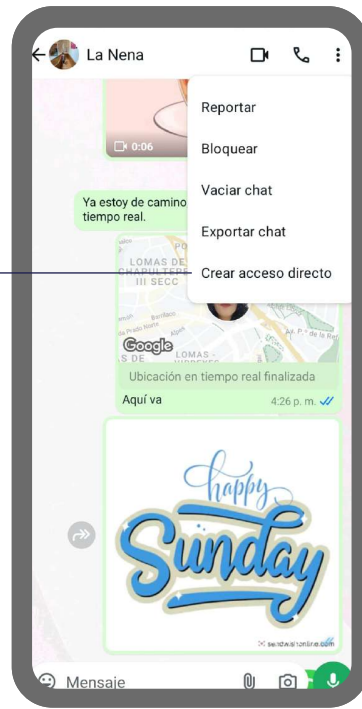 La Nena
Reportar
Bloquear
Vaciar chat
Exportar chat
Crear acceso directo
0:06
Ya estoy de camino
tiempo real.
LOMAS DE
CHAPULTEPEC
III SECC
Google
LOMAS -
Ubicación en tiempo real finalizada
Aquí va
4:26 p. m.
happy
Sunday
Mensaje